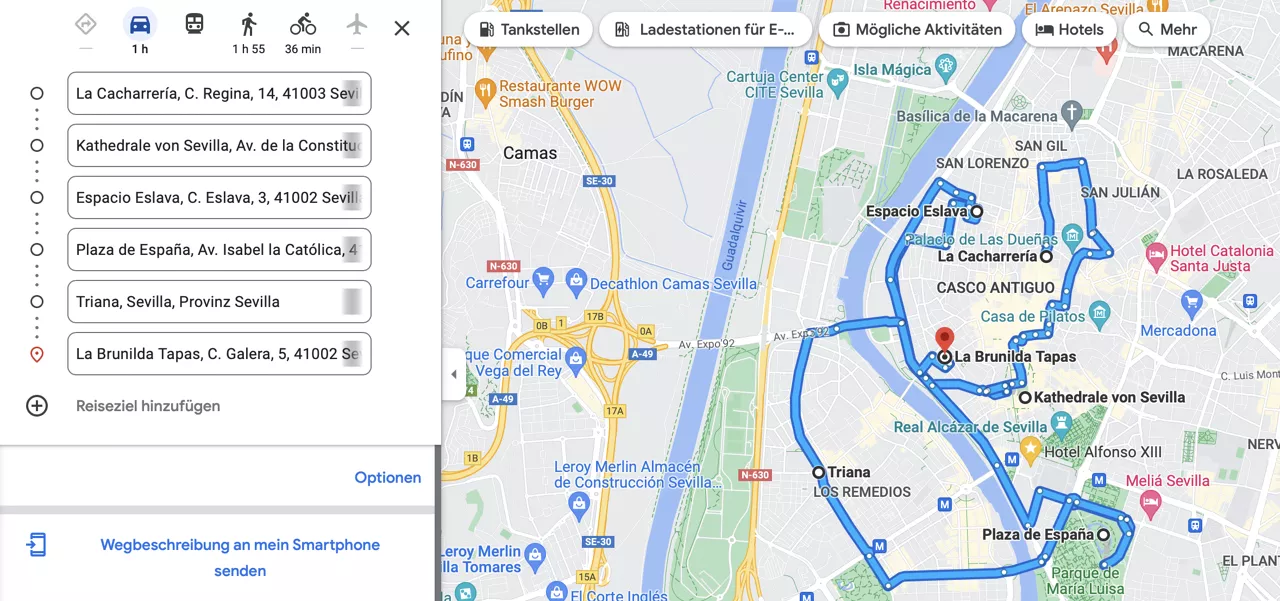 1 h
1 h 55
36 min
La Cacharrería, C. Regina, 14, 41003 Sevil
Kathedrale von Sevilla, Av. de la Constituc
Espacio Eslava, C. Eslava, 3, 41002 Sevill
Plaza de España, Av. Isabel la Católica, 4
Triana, Sevilla, Provinz Sevilla
La Brunilda Tapas, C. Galera, 5, 41002 Se
Reiseziel hinzufügen
Optionen
Wegbeschreibung an mein Smartphone
senden
Tankstellen
Ladestationen für E-...
Mögliche Aktivitäten
Hotels
Mehr
Renacimiento
El Arenazo Sevilla
MACARENA
Isla Mágica
Cartuja Center
CITE Sevilla
Restaurante WOW
Smash Burger
Basílica de la Macarena
Camas
N-630
SE-30
SAN GIL
SAN LORENZO
SAN JULIÁN
LA ROSALEDA
Guadalquivir
Espacio Eslava
Palacio de Las Dueñas
La Cacharrería
Hotel Catalonia
Santa Justa
N-630
Carrefour
Decathlon Camas Sevilla
CASCO ANTIGUO
Casa de Pilatos
Mercadona
0B
1
17B
0A
A-49
Av. Expo 92
Av. Expo 92
que Comercial
Vega del Rey
La Brunilda Tapas
C. Luis Mont
A-49
17A
Kathedrale von Sevilla
Real Alcázar de Sevilla
Hotel Alfonso XIII
NERV
1B
Leroy Merlin Almacén
de Construcción Sevilla...
N-630
Triana
LOS REMEDIOS
Meliá Sevilla
M
M
M
M
M
SE-30
Plaza de España
Leroy Merlin
lla Tomares
15A
EL PLANT
Parque de
María Luisa
El Corte Inglés